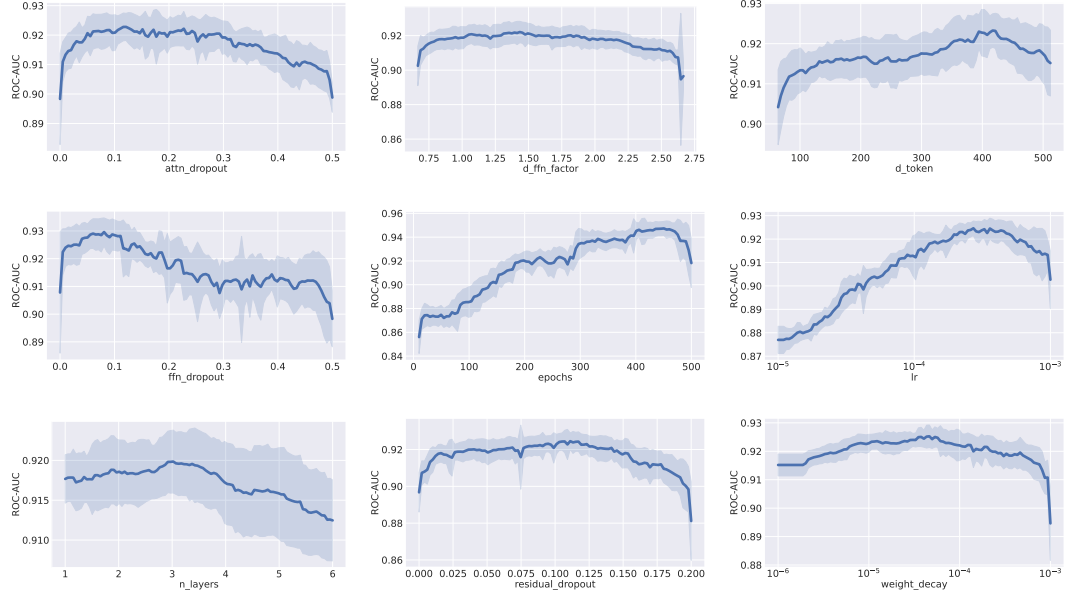 0.93
0.92
0.91
0.90
0.89
ROC-AUC
0.0 0.1 0.2 0.3 0.4 0.5
attn_dropout
0.92
0.90
0.88
0.86
ROC-AUC
0.75 1.00 1.25 1.50 1.75 2.00 2.25 2.50 2.75
d_ffn_factor
0.93
0.92
0.91
0.90
ROC-AUC
100 200 300 400 500
d_token
0.93
0.92
0.91
0.90
0.89
ROC-AUC
0.0 0.1 0.2 0.3 0.4 0.5
ffn_dropout
0.96
0.94
0.92
0.90
0.88
0.86
0.84
ROC-AUC
0 100 200 300 400 500
epochs
0.93
0.92
0.91
0.90
0.89
0.88
0.87
ROC-AUC
10⁻⁵ 10⁻⁴ 10⁻³
lr
0.920
0.915
0.910
ROC-AUC
1 2 3 4 5 6
n_layers
0.92
0.90
0.88
0.86
ROC-AUC
0.000 0.025 0.050 0.075 0.100 0.125 0.150 0.175 0.200
residual_dropout
0.93
0.92
0.91
0.90
0.89
0.88
ROC-AUC
10⁻⁶ 10⁻⁵ 10⁻⁴ 10⁻³
weight_decay